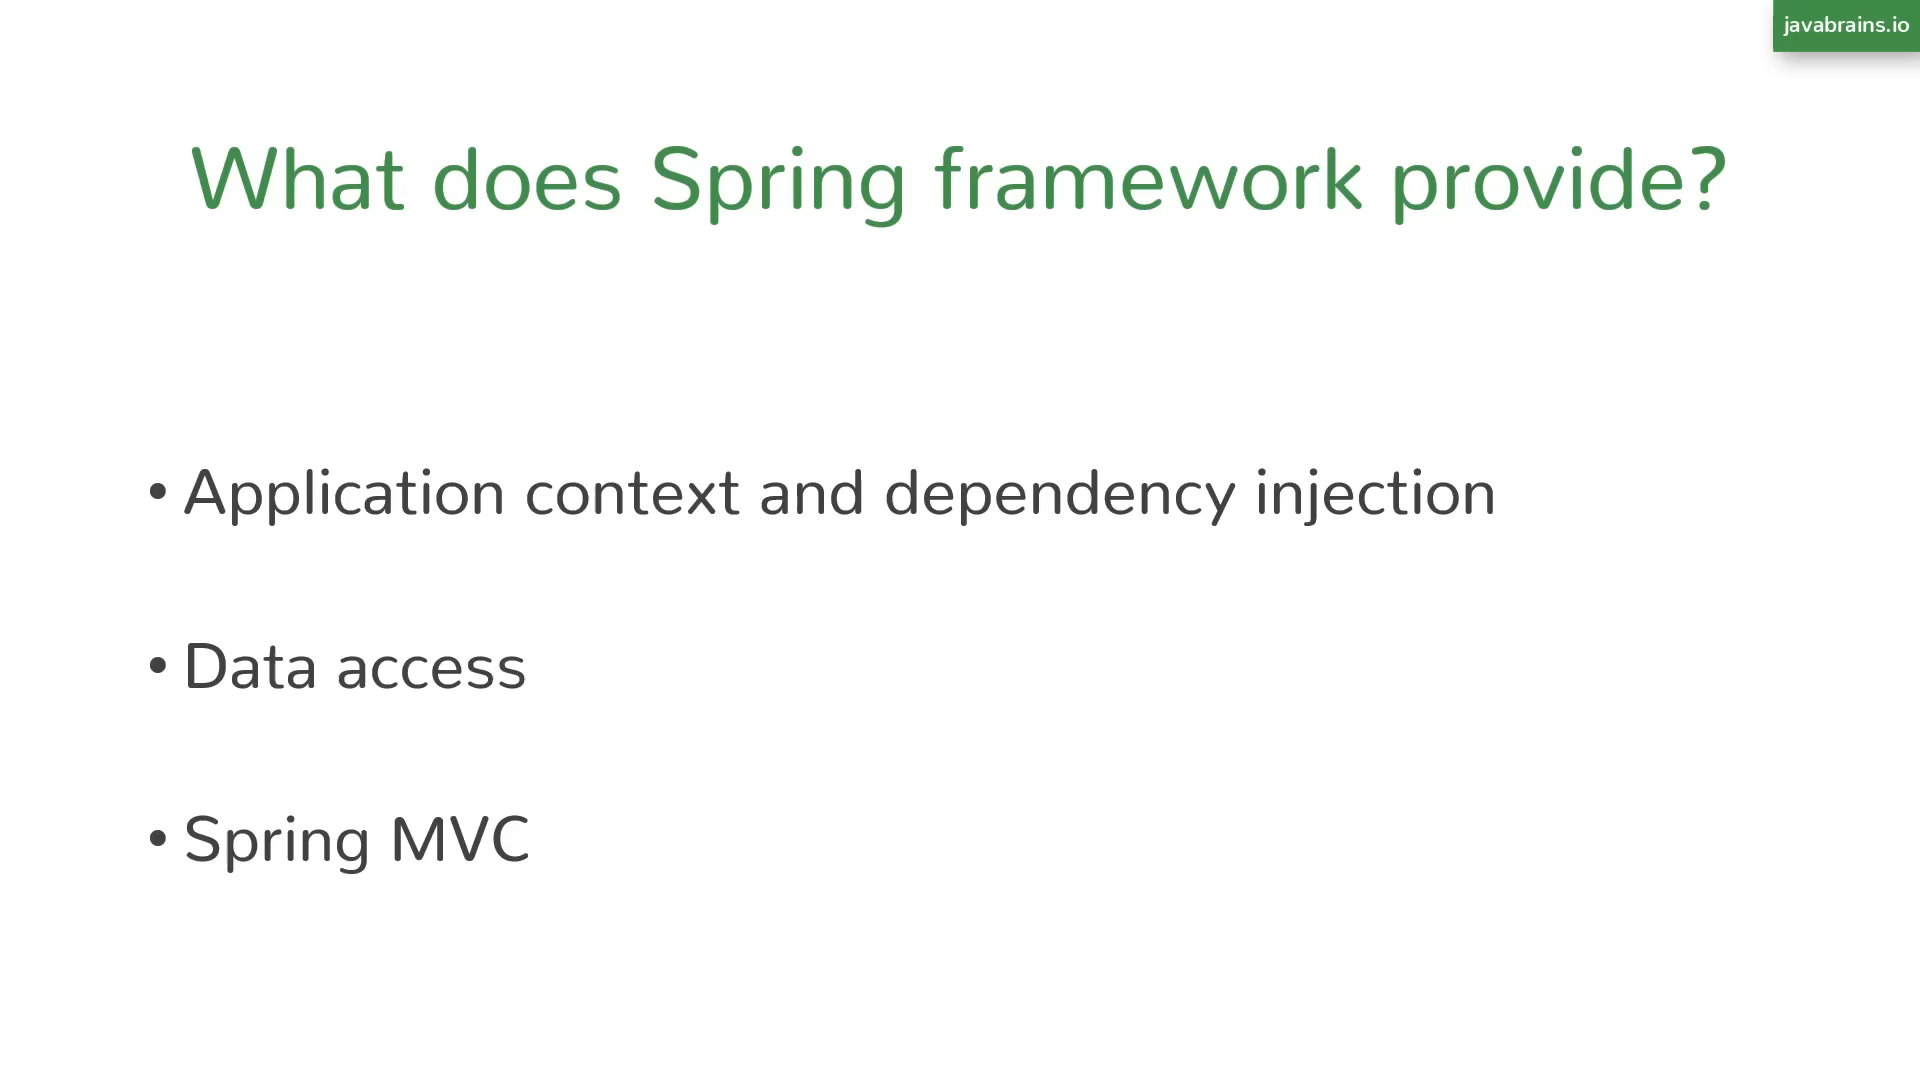 javabrains.io
What does Spring framework provide?
• Application context and dependency injection
• Data access
• Spring MVC